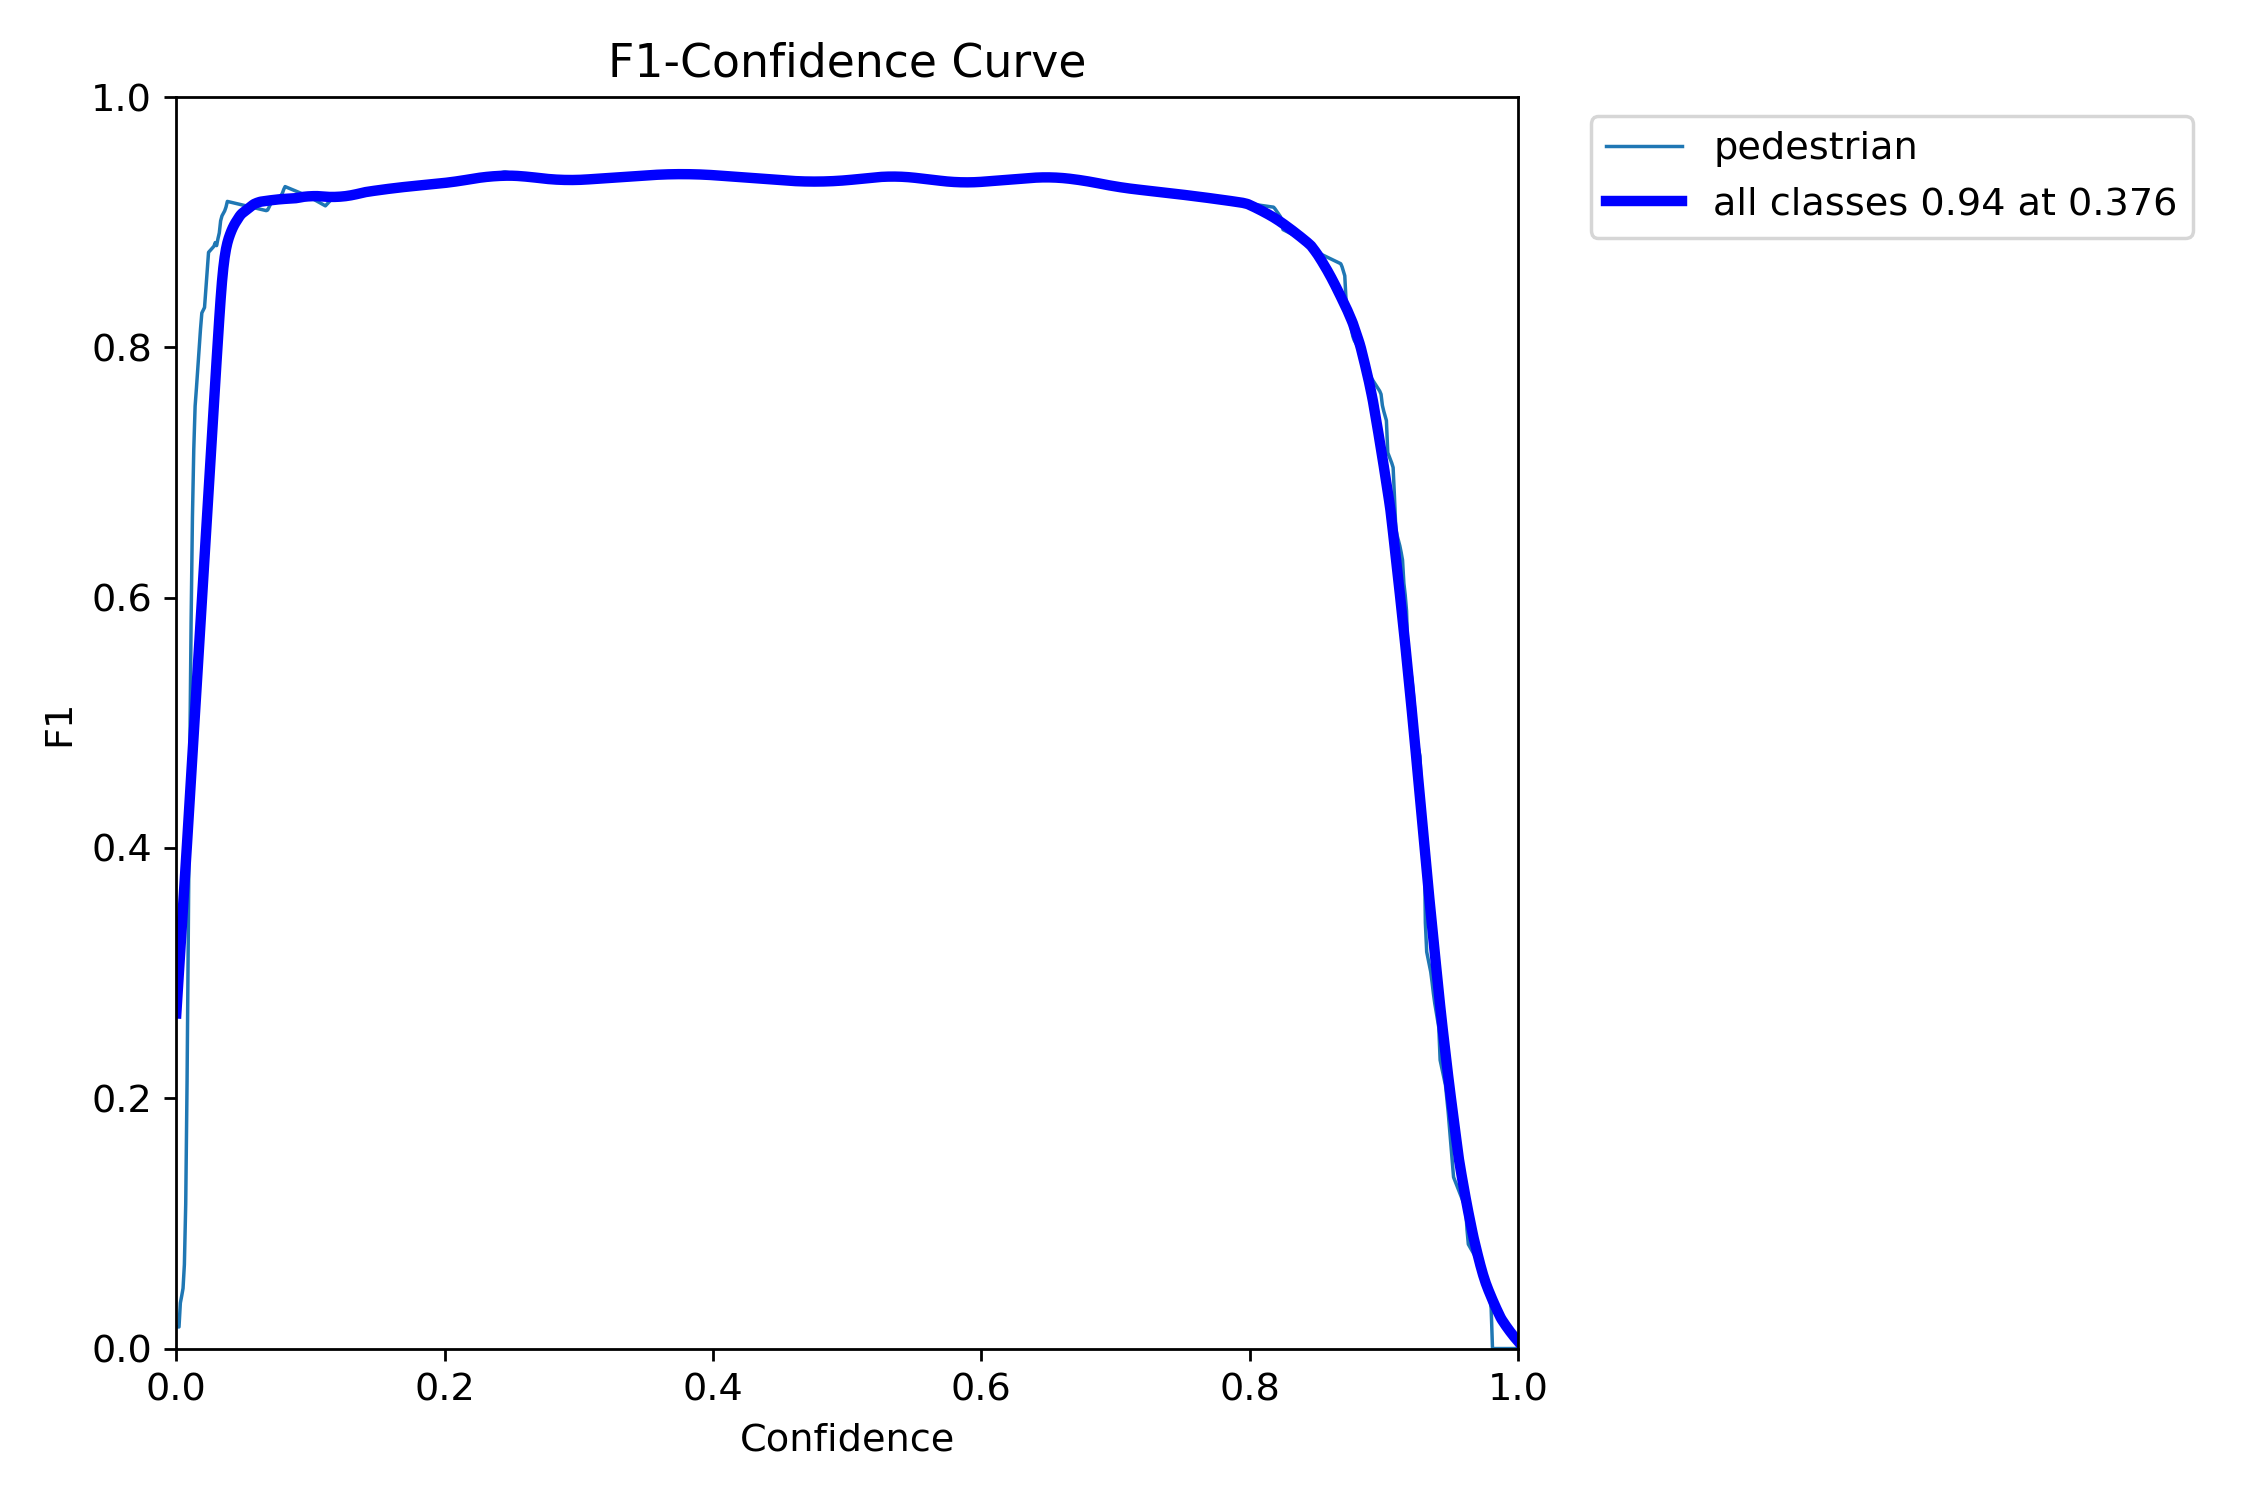 F1-Confidence Curve
1.0
0.8
0.6
0.4
0.2
0.0
F1
0.0 0.2 0.4 0.6 0.8 1.0
Confidence
pedestrian
all classes 0.94 at 0.376